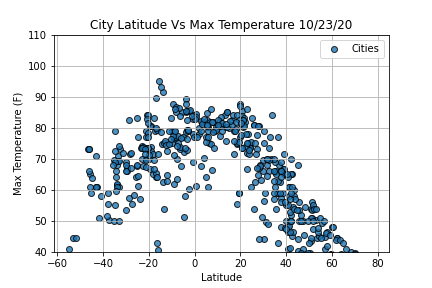 City Latitude Vs Max Temperature 10/23/20
110
100
90
80
70
60
50
40
Max Temperature (F)
Cities
−60 −40 −20 0 20 40 60 80
Latitude